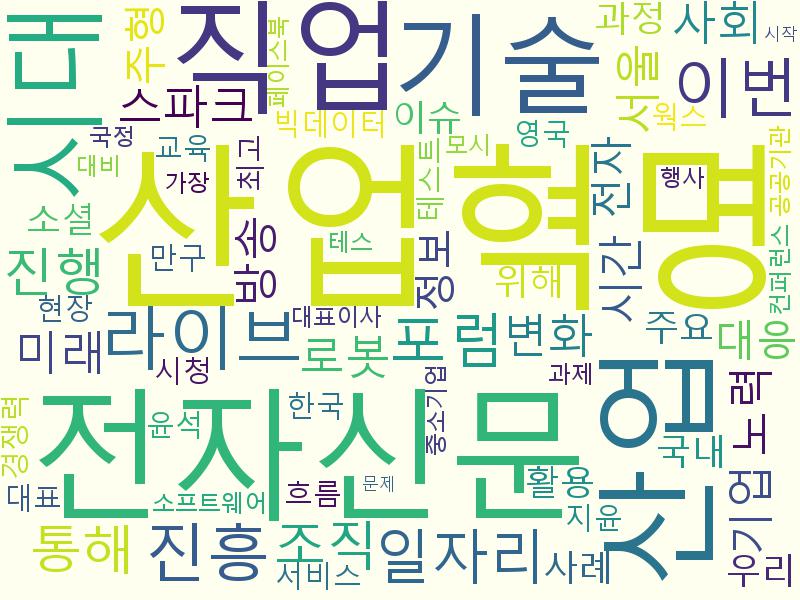 시대
주형
직업
페이스북
기술
과정
사회
시작
스파크
빅데이터
이슈
서울
이번
웍스
국정
대비
교육
가장
최고
테스트
모시
영국
전자
행사
공공기관
산업혁명
소셜
진행
만구
방송
테스
정보
위해
시간
컨퍼런스
현장
미래
라이브
대표이사
포럼
변화
주요
대응
시청
로봇
중소기업
과제
산업
노력
경쟁력
전자신문
윤석
한국
국내
대표
소프트웨어
흐름
문제
활용
지윤
기업
통해
진흥
조직
서비스
일자리
사례
우리